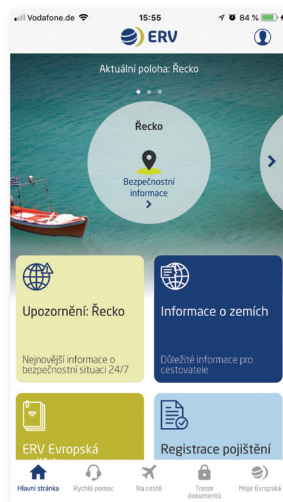 Vodafone.de 15:55 84 %
ERV
Aktuální poloha: Řecko
Řecko
Bezpečnostní
informace
Upozornění: Řecko
Nejnovější informace o
bezpečnostní situaci 24/7
Informace o zemích
Důležité informace pro
cestovatele
ERV Evropská
Registrace pojištění
Hlavní stránka
Rychlá pomoc
Na cestě
Trezor
dokumentů
Moje Evropská